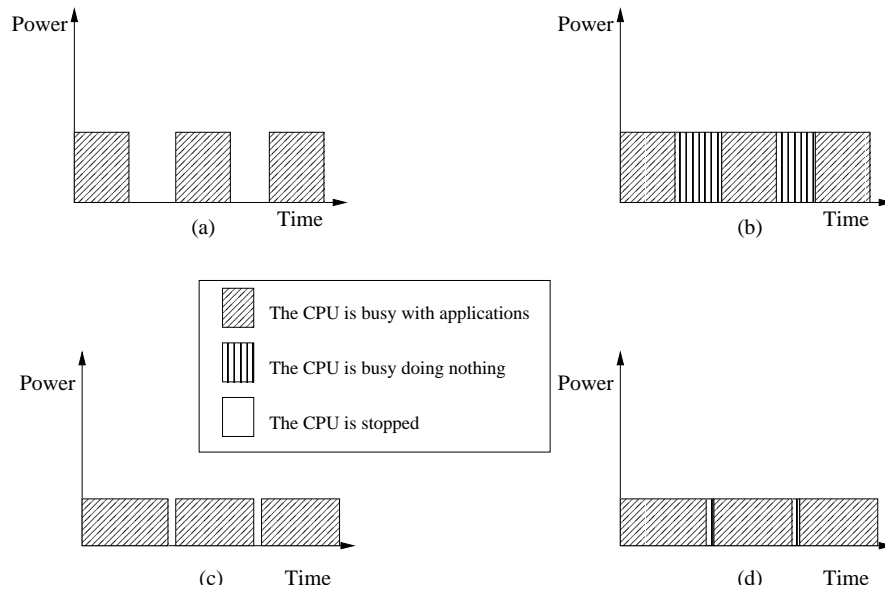 Power
Time
(a)
Power
Time
(b)
The CPU is busy with applications
The CPU is busy doing nothing
The CPU is stopped
Power
(c)
Time
Power
(d)
Time